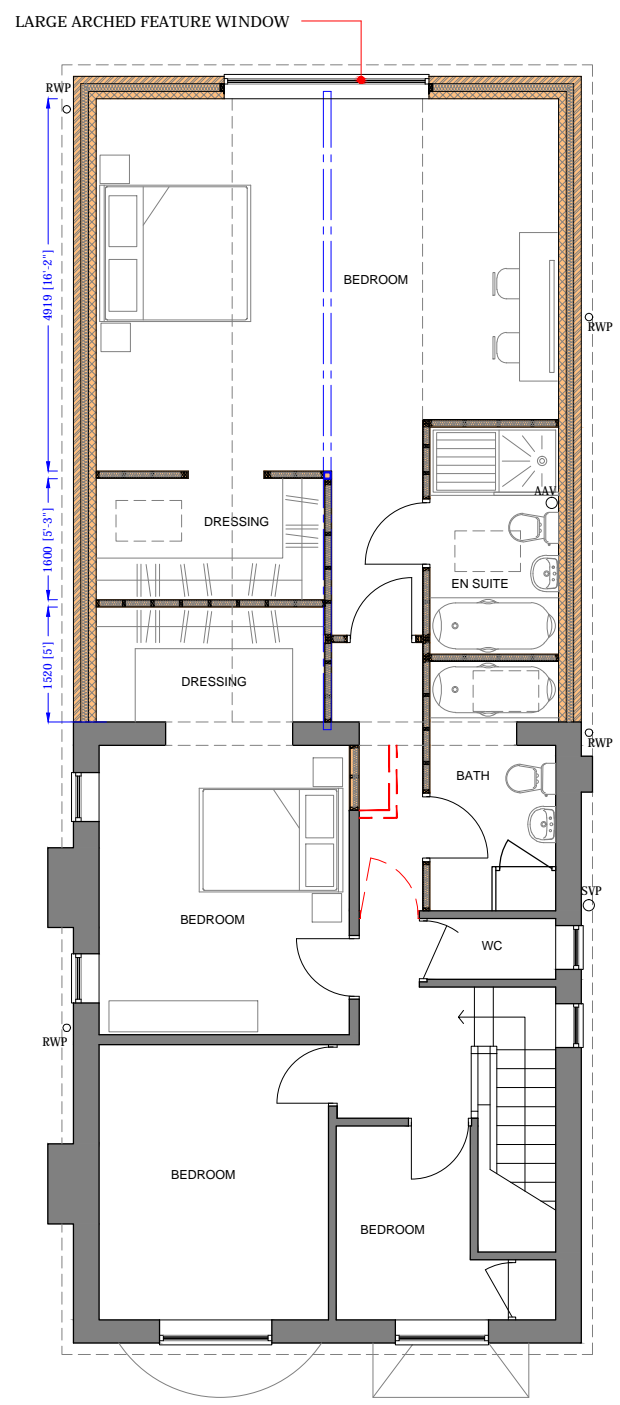 LARGE ARCHED FEATURE WINDOW
RWP
4919 [16'-2"]
BEDROOM
RWP
AAV
DRESSING
1600 [5'-3"]
EN SUITE
1520 [5']
DRESSING
RWP
BATH
SVP
BEDROOM
WC
RWP
BEDROOM
BEDROOM